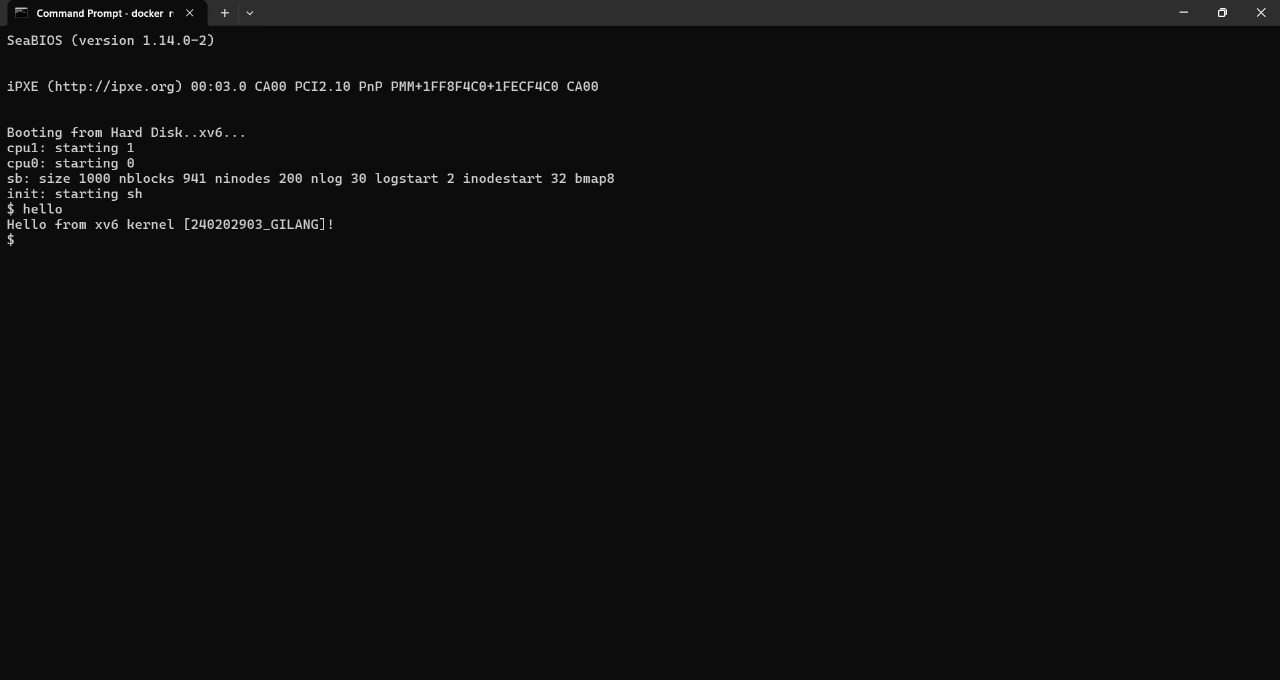 Command Prompt - docker r
SeaBIOS (version 1.14.0-2)
iPXE (http://ipxe.org) 00:03.0 CA00 PCI2.10 PnP PMM+1FF8F4C0+1FECF4C0 CA00
Booting from Hard Disk..xv6...
cpu1: starting 1
cpu0: starting 0
sb: size 1000 nblocks 941 ninodes 200 nlog 30 logstart 2 inodestart 32 bmap8
init: starting sh
$ hello
Hello from xv6 kernel [240202903_GILANG]!
$